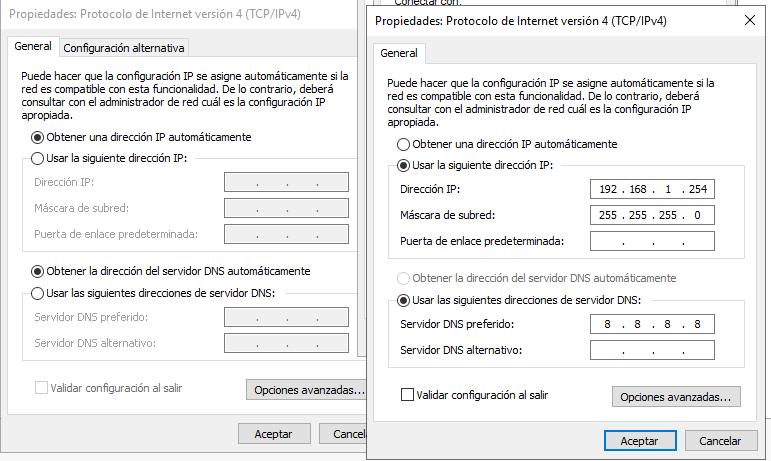 Propiedades: Protocolo de Internet versión 4 (TCP/IPv4)
General
Configuración alternativa
Puede hacer que la configuración IP se asigne automáticamente si la
red es compatible con esta funcionalidad. De lo contrario, deberá
consultar con el administrador de red cuál es la configuración IP
apropiada.
Obtener una dirección IP automáticamente
Usar la siguiente dirección IP:
Dirección IP:
. . .
Máscara de subred:
. . .
Puerta de enlace predeterminada:
. . .
Obtener la dirección del servidor DNS automáticamente
Usar las siguientes direcciones de servidor DNS:
Servidor DNS preferido:
. . .
Servidor DNS alternativo:
. . .
Validar configuración al salir
Opciones avanzadas...
Aceptar
Cancela
Conectar con:
Propiedades: Protocolo de Internet versión 4 (TCP/IPv4)
General
Puede hacer que la configuración IP se asigne automáticamente si la
red es compatible con esta funcionalidad. De lo contrario, deberá
consultar con el administrador de red cuál es la configuración IP
apropiada.
Obtener una dirección IP automáticamente
Usar la siguiente dirección IP:
Dirección IP:
192 . 168 . 1 . 254
Máscara de subred:
255 . 255 . 255 . 0
Puerta de enlace predeterminada:
. . .
Obtener la dirección del servidor DNS automáticamente
Usar las siguientes direcciones de servidor DNS:
Servidor DNS preferido:
8 . 8 . 8 . 8
Servidor DNS alternativo:
. . .
Validar configuración al salir
Opciones avanzadas...
Aceptar
Cancelar